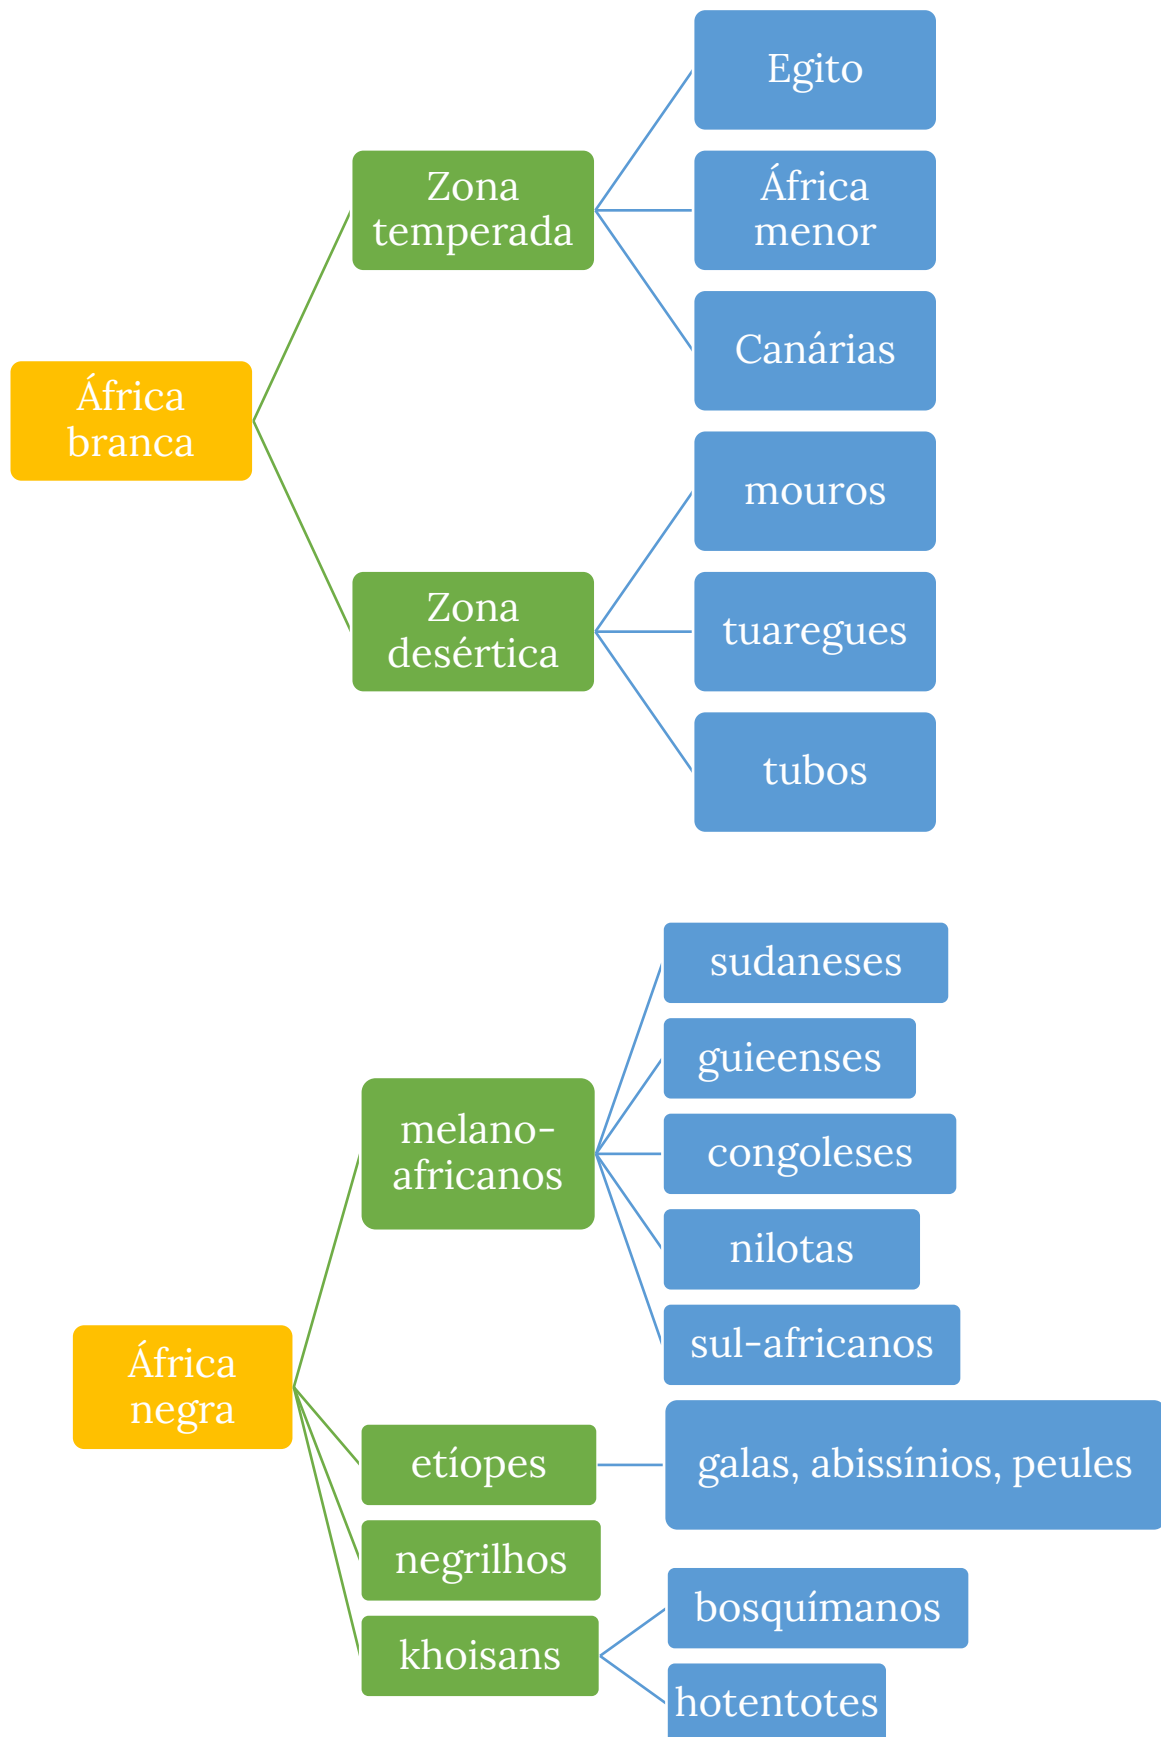 África
branca
Zona
temperada
Egito
África
menor
Canárias
Zona
desértica
mouros
tuaregues
tubos
África
negra
melano-
africanos
sudaneses
guieenses
congoleses
nilotas
sul-africanos
etíopes
galas, abissínios, peules
negrilhos
khoisans
bosquímanos
hotentotes